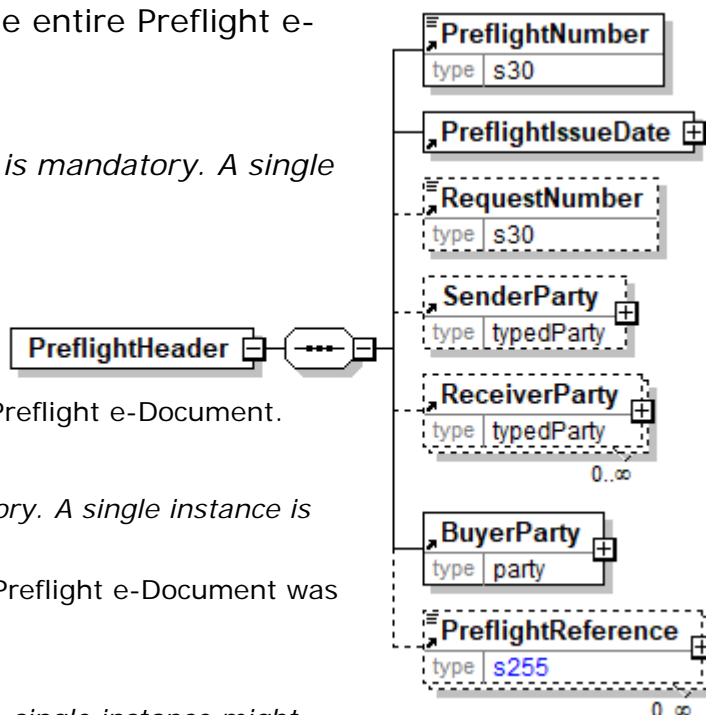 e entire Preflight e-
is mandatory. A single
Preflight e-Document.
ory. A single instance is
Preflight e-Document was
single instance might
PreflightHeader
PreflightNumber
type s30
PreflightIssueDate
RequestNumber
type s30
SenderParty
type typedParty
ReceiverParty
type typedParty
0..∞
BuyerParty
type party
PreflightReference
type s255
0..∞